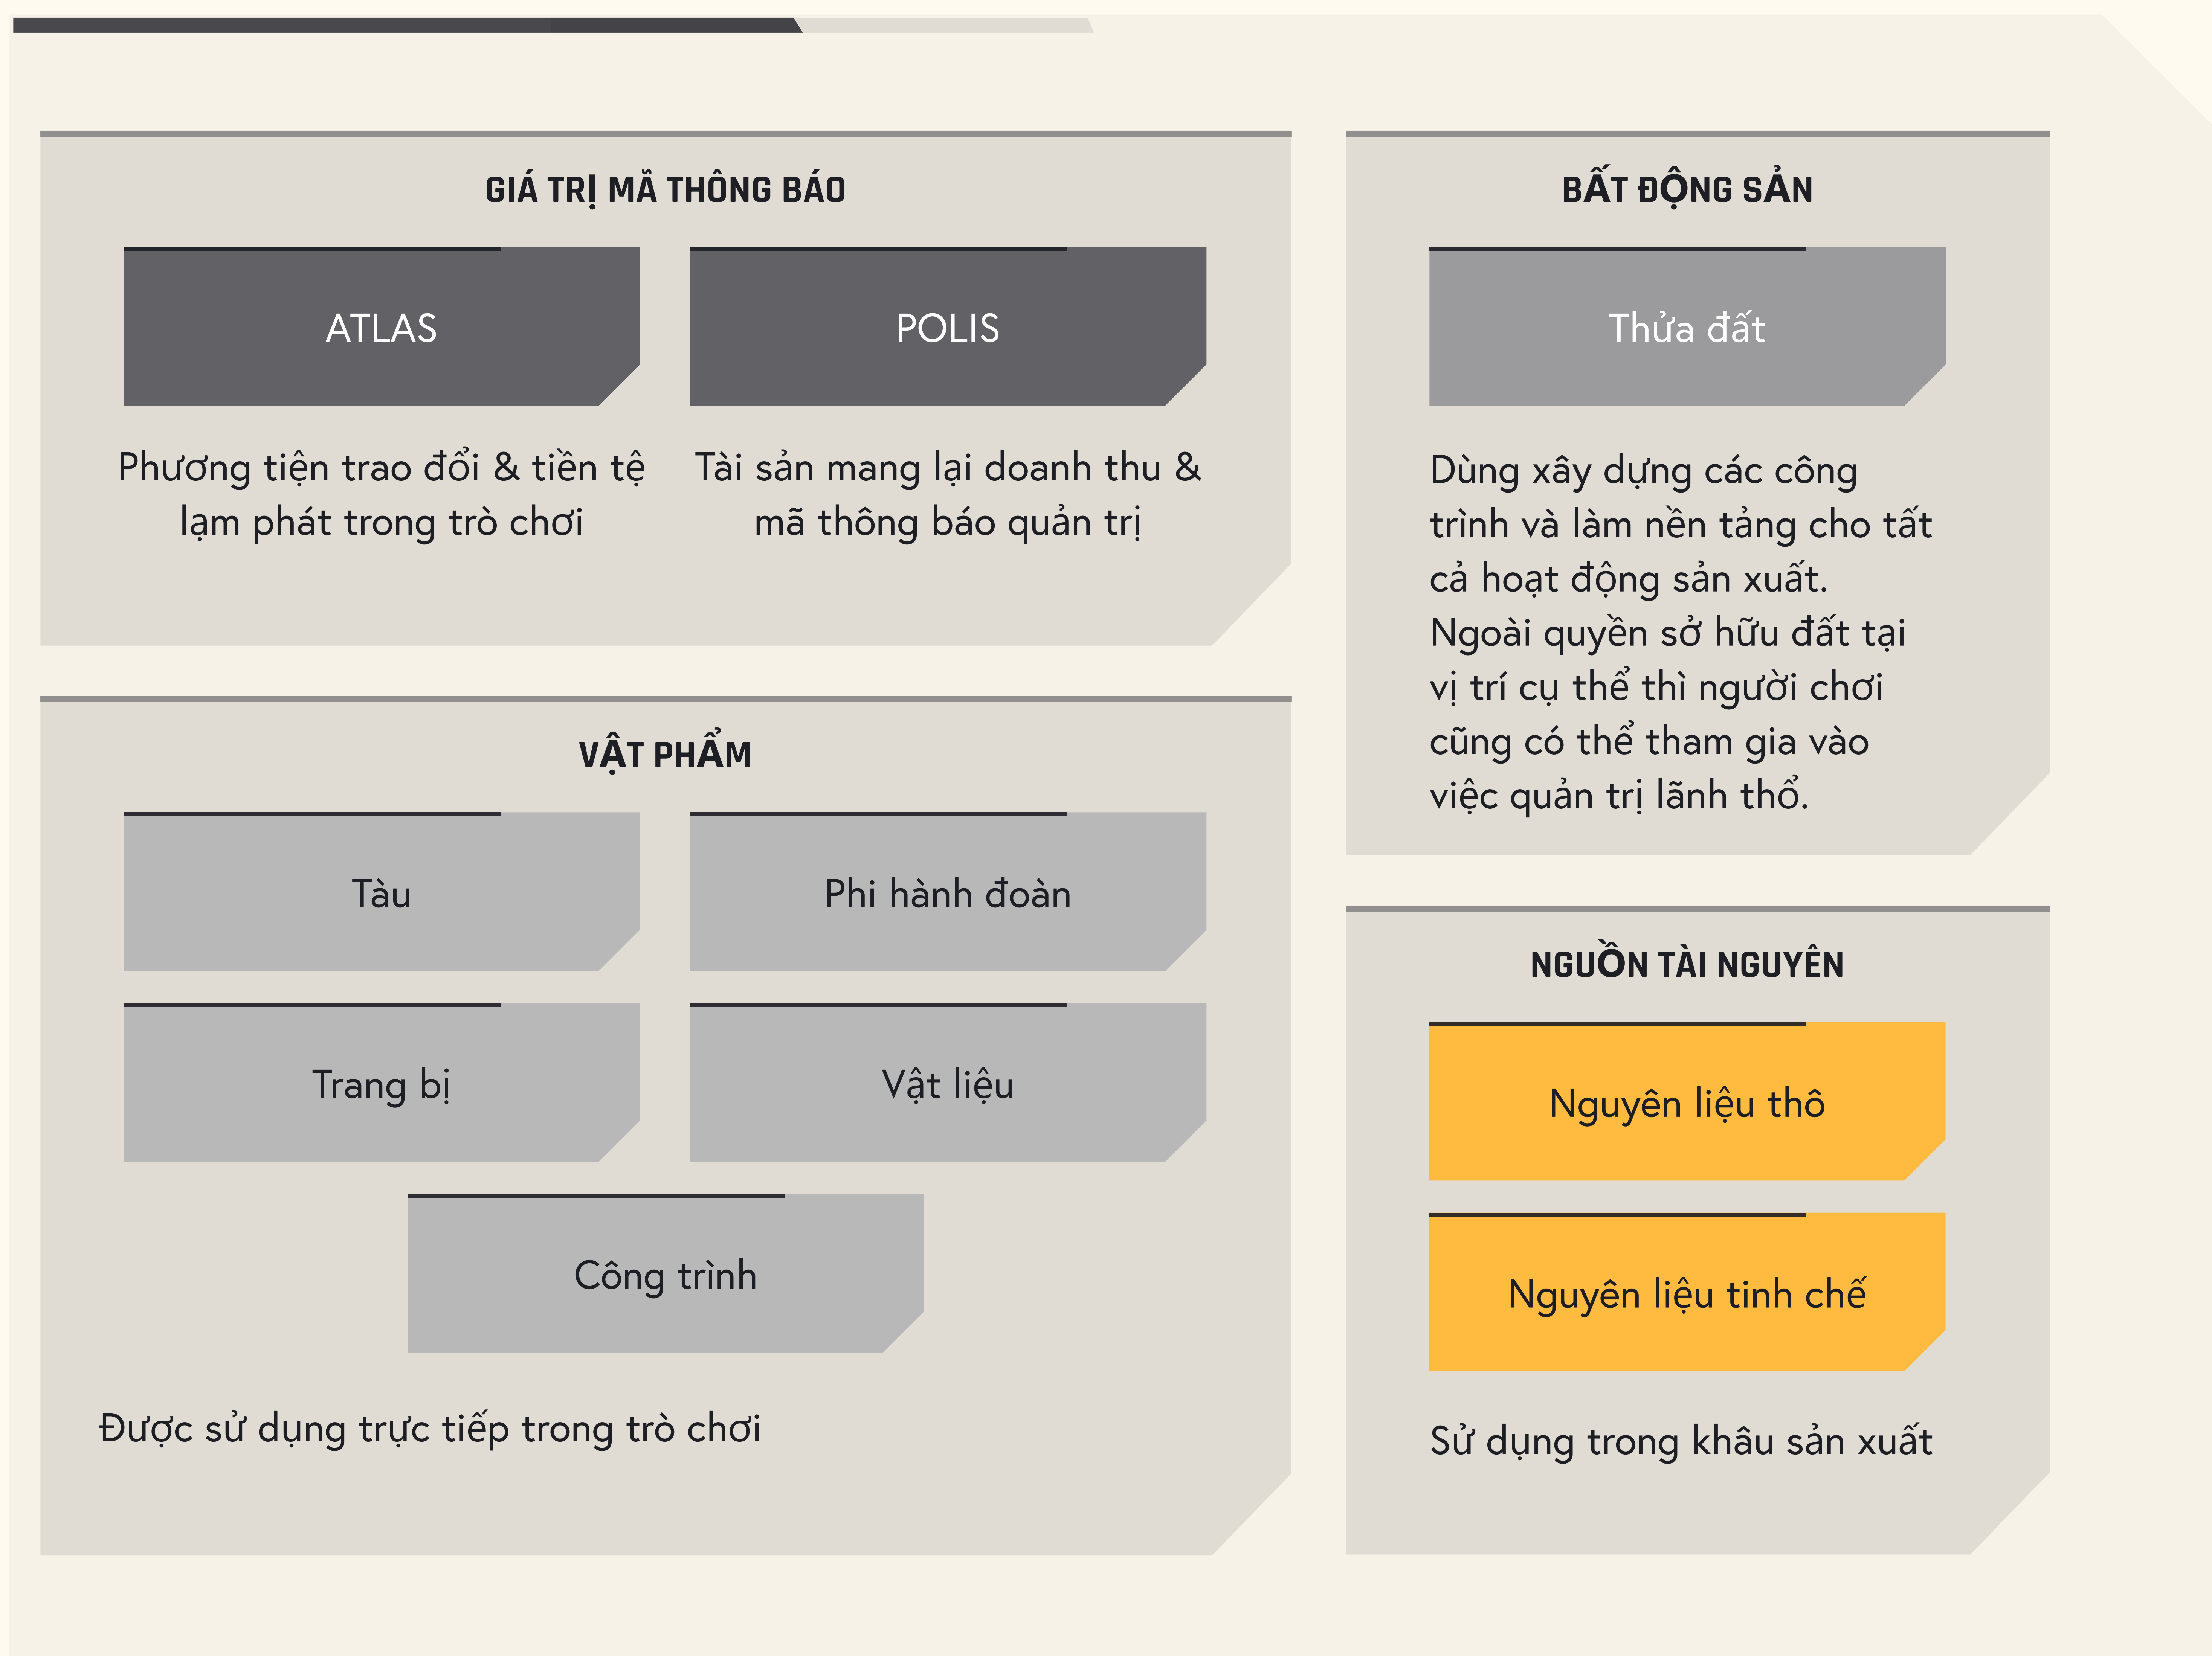 GIÁ TRỊ MÃ THÔNG BÁO
ATLAS
POLIS
Phương tiện trao đổi & tiền tệ
lạm phát trong trò chơi
Tài sản mang lại doanh thu &
mã thông báo quản trị
BẤT ĐỘNG SẢN
Thửa đất
Dùng xây dựng các công
trình và làm nền tảng cho tất
cả hoạt động sản xuất.
Ngoài quyền sở hữu đất tại
vị trí cụ thể thì người chơi
cũng có thể tham gia vào
việc quản trị lãnh thổ.
VẬT PHẨM
Tàu
Phi hành đoàn
Trang bị
Vật liệu
Công trình
Được sử dụng trực tiếp trong trò chơi
NGUỒN TÀI NGUYÊN
Nguyên liệu thô
Nguyên liệu tinh chế
Sử dụng trong khâu sản xuất